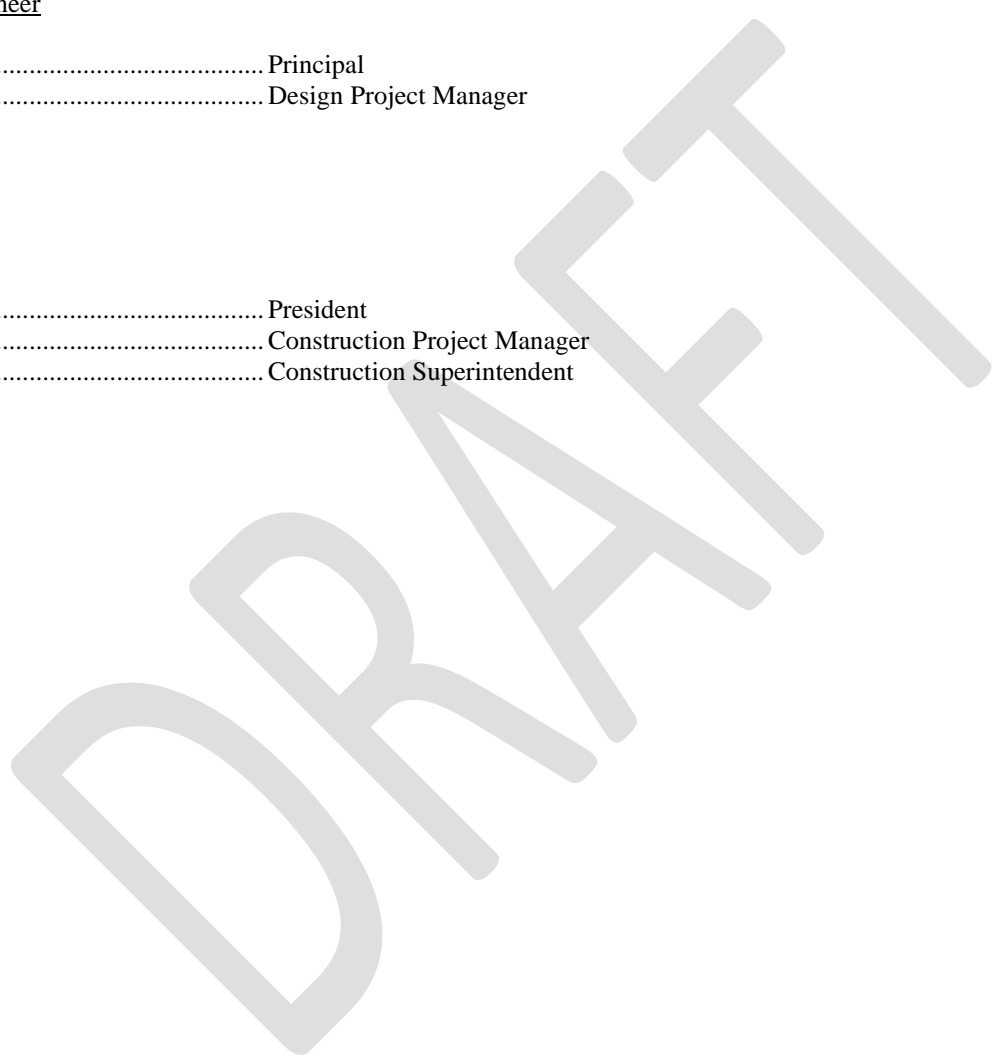 neer
..................................... Principal
..................................... Design Project Manager
..................................... President
..................................... Construction Project Manager
..................................... Construction Superintendent
DRAFT